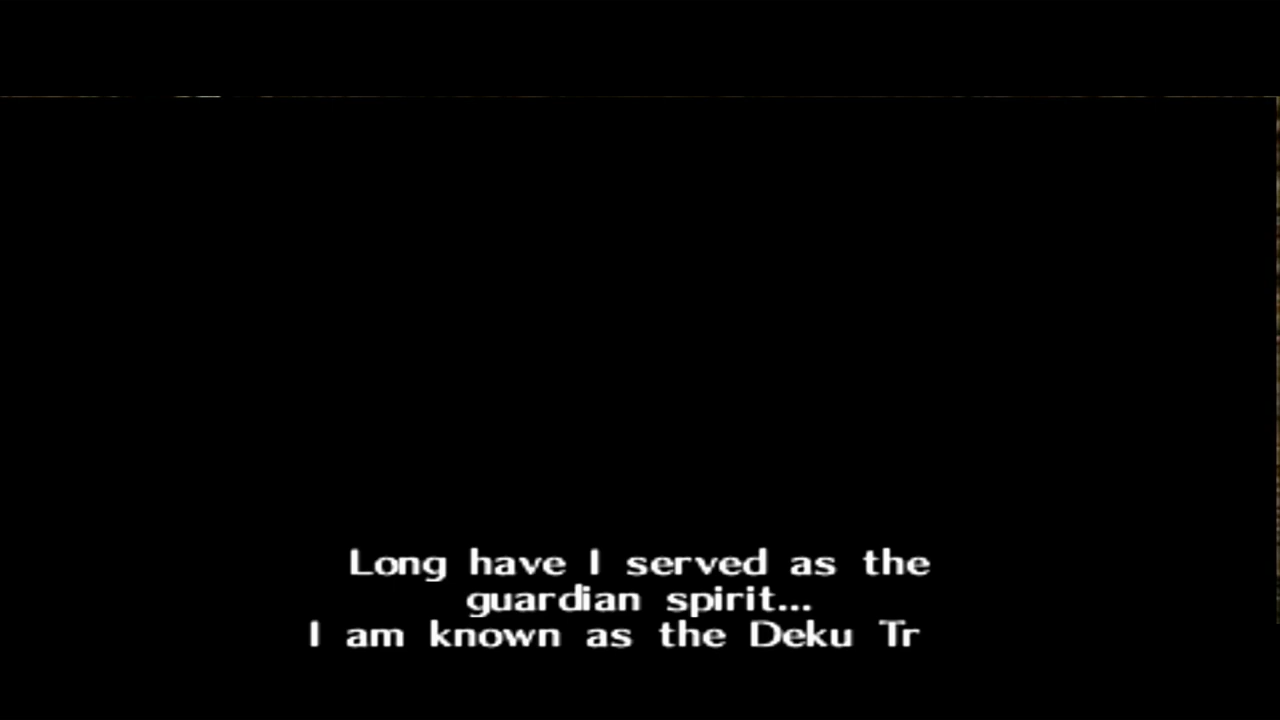 Long have I served as the
guardian spirit...
I am known as the Deku Tr